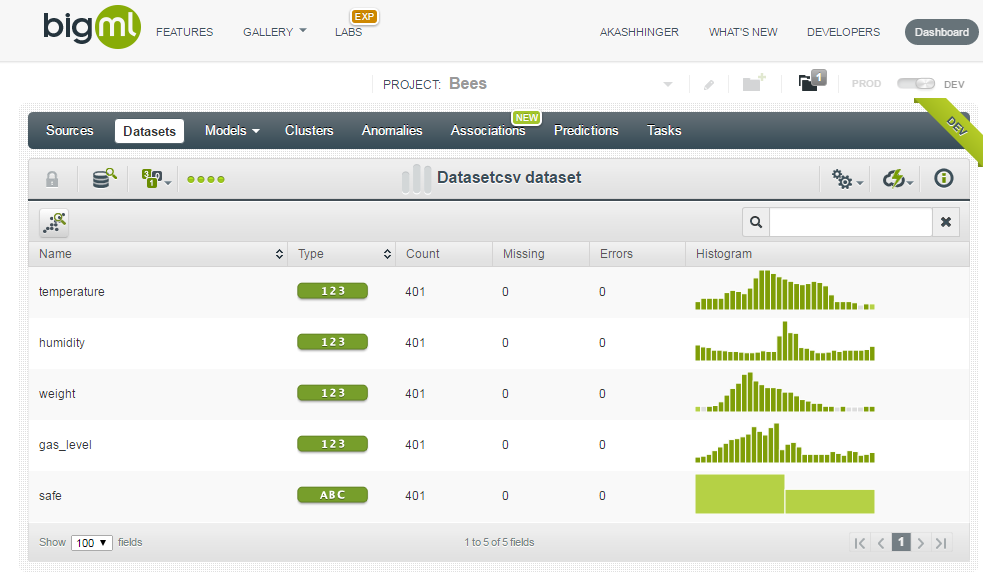 bigml FEATURES GALLERY LABS EXP AKASHHINGER WHAT'S NEW DEVELOPERS Dashboard
PROJECT: Bees 1 PROD DEV
DEV
Sources Datasets Models Clusters Anomalies Associations NEW Predictions Tasks
Datasetcsv dataset
Name Type Count Missing Errors Histogram
temperature 123 401 0 0
humidity 123 401 0 0
weight 123 401 0 0
gas_level 123 401 0 0
safe ABC 401 0 0
Show 100 fields 1 to 5 of 5 fields 1